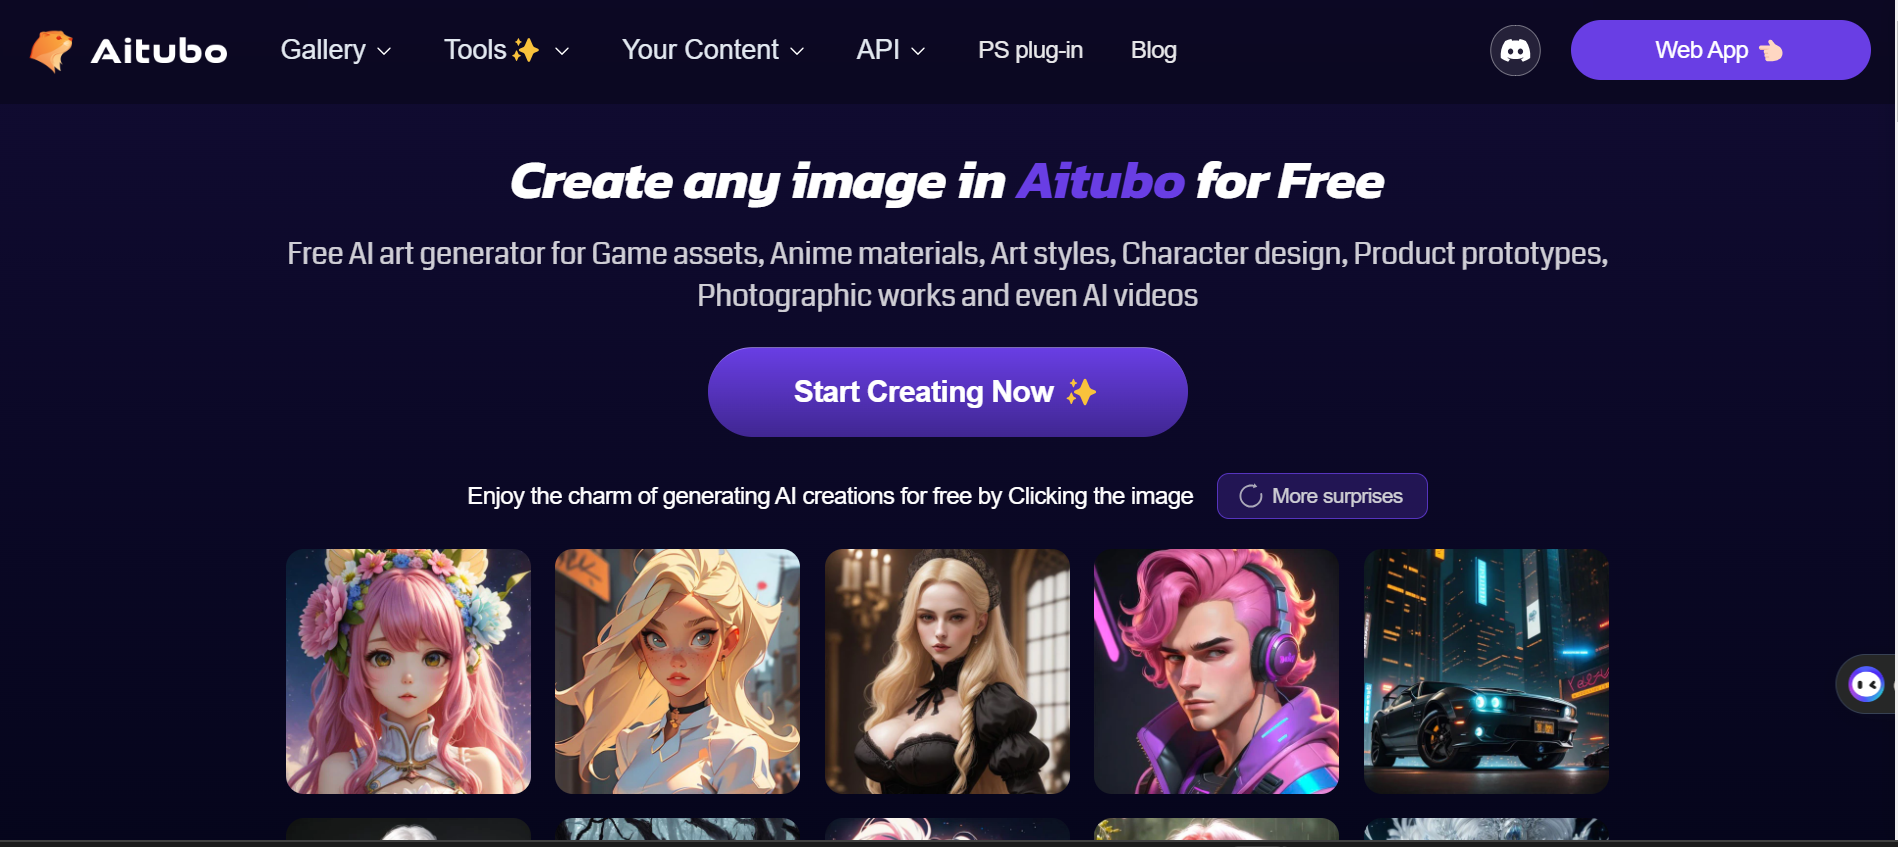 Aitubo
Gallery
Tools✨
Your Content
API
PS plug-in
Blog
Web App 👈🏻
Create any image in Aitubo for Free
Free AI art generator for Game assets, Anime materials, Art styles, Character design, Product prototypes,
Photographic works and even AI videos
Start Creating Now ✨
Enjoy the charm of generating AI creations for free by Clicking the image
More surprises